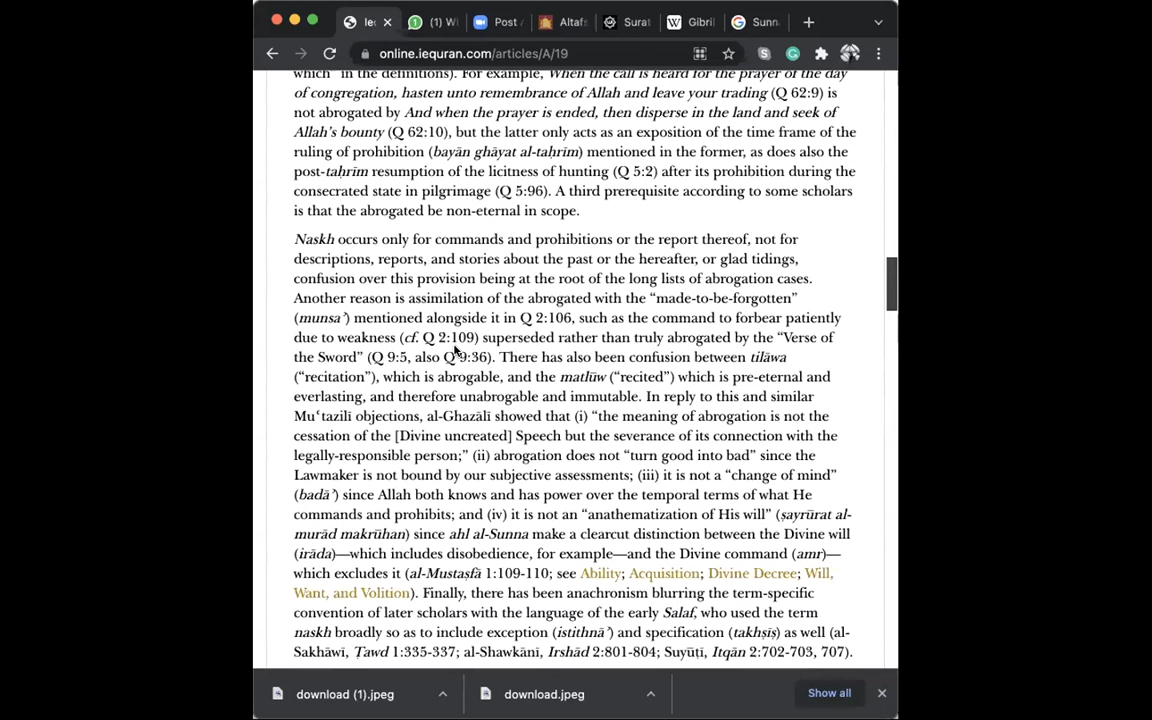 iec
(1) Wi
Post A
Altafs
Surat
Gibril
Sunn
online.iequran.com/articles/A/19
which" in the definitions). For example, When the call is heard for the prayer of the day
of congregation, hasten unto remembrance of Allah and leave your trading (Q 62:9) is
not abrogated by And when the prayer is ended, then disperse in the land and seek of
Allah's bounty (Q 62:10), but the latter only acts as an exposition of the time frame of the
ruling of prohibition (bayān ghāyat al-taḥrīm) mentioned in the former, as does also the
post-taḥrīm resumption of the licitness of hunting (Q 5:2) after its prohibition during the
consecrated state in pilgrimage (Q 5:96). A third prerequisite according to some scholars
is that the abrogated be non-eternal in scope.
Naskh occurs only for commands and prohibitions or the report thereof, not for
descriptions, reports, and stories about the past or the hereafter, or glad tidings,
confusion over this provision being at the root of the long lists of abrogation cases.
Another reason is assimilation of the abrogated with the "made-to-be-forgotten"
(munsaʾ) mentioned alongside it in Q 2:106, such as the command to forbear patiently
due to weakness (cf. Q 2:109) superseded rather than truly abrogated by the "Verse of
the Sword" (Q 9:5, also Q 9:36). There has also been confusion between tilāwa
("recitation"), which is abrogable, and the matlūw ("recited") which is pre-eternal and
everlasting, and therefore unabrogable and immutable. In reply to this and similar
Muʿtazilī objections, al-Ghazālī showed that (i) "the meaning of abrogation is not the
cessation of the [Divine uncreated] Speech but the severance of its connection with the
legally-responsible person;" (ii) abrogation does not "turn good into bad" since the
Lawmaker is not bound by our subjective assessments; (iii) it is not a "change of mind"
(badāʾ) since Allah both knows and has power over the temporal terms of what He
commands and prohibits; and (iv) it is not an "anathematization of His will" (ṣayrūrat al-
murād makrūhan) since ahl al-Sunna make a clearcut distinction between the Divine will
(irāda)—which includes disobedience, for example—and the Divine command (amr)—
which excludes it (al-Mustaṣfā 1:109-110; see Ability; Acquisition; Divine Decree; Will,
Want, and Volition). Finally, there has been anachronism blurring the term-specific
convention of later scholars with the language of the early Salaf, who used the term
naskh broadly so as to include exception (istithnāʾ) and specification (takhṣīṣ) as well (al-
Sakhāwī, Ṭawd 1:335-337; al-Shawkānī, Irshād 2:801-804; Suyūṭī, Itqān 2:702-703, 707).
download (1).jpeg
download.jpeg
Show all